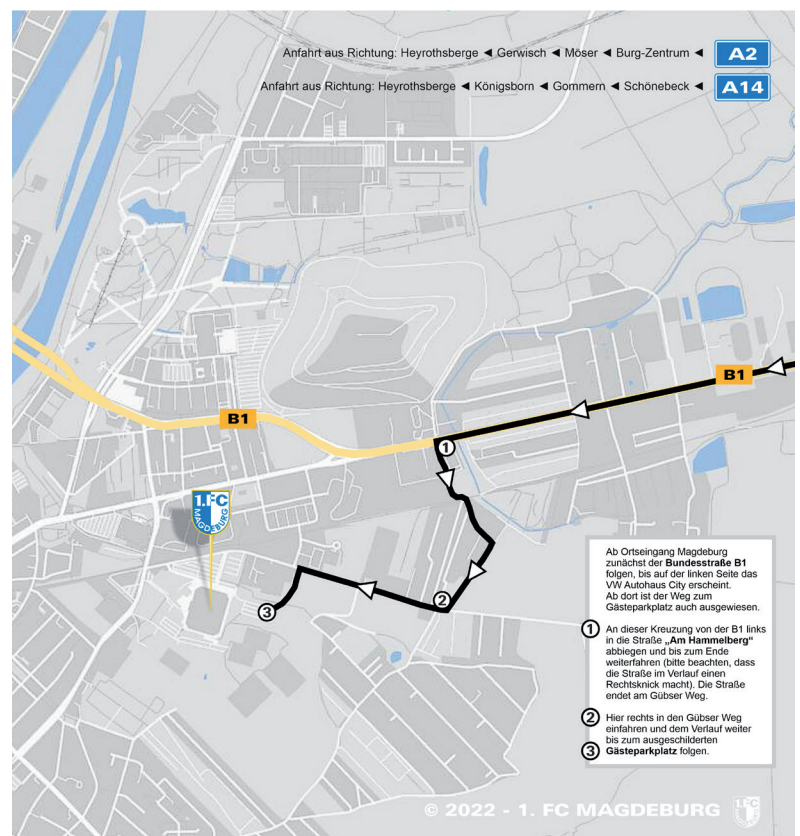 Anfahrt aus Richtung: Heyrothsberge ◄ Gerwisch ◄ Möser ◄ Burg-Zentrum ◄ A2
Anfahrt aus Richtung: Heyrothsberge ◄ Königsborn ◄ Gommern ◄ Schönebeck ◄ A14
B1
B1
1
1.FC
MAGDEBURG
2
3
Ab Ortseingang Magdeburg
zunächst der Bundesstraße B1
folgen, bis auf der linken Seite das
VW Autohaus City erscheint.
Ab dort ist der Weg zum
Gästeparkplatz auch ausgewiesen.
1 An dieser Kreuzung von der B1 links
in die Straße „Am Hammelberg“
abbiegen und bis zum Ende
weiterfahren (bitte beachten, dass
die Straße im Verlauf einen
Rechtsknick macht). Die Straße
endet am Gübser Weg.
2 Hier rechts in den Gübser Weg
einfahren und dem Verlauf weiter
bis zum ausgeschilderten
3 Gästeparkplatz folgen.
© 2022 - 1. FC MAGDEBURG